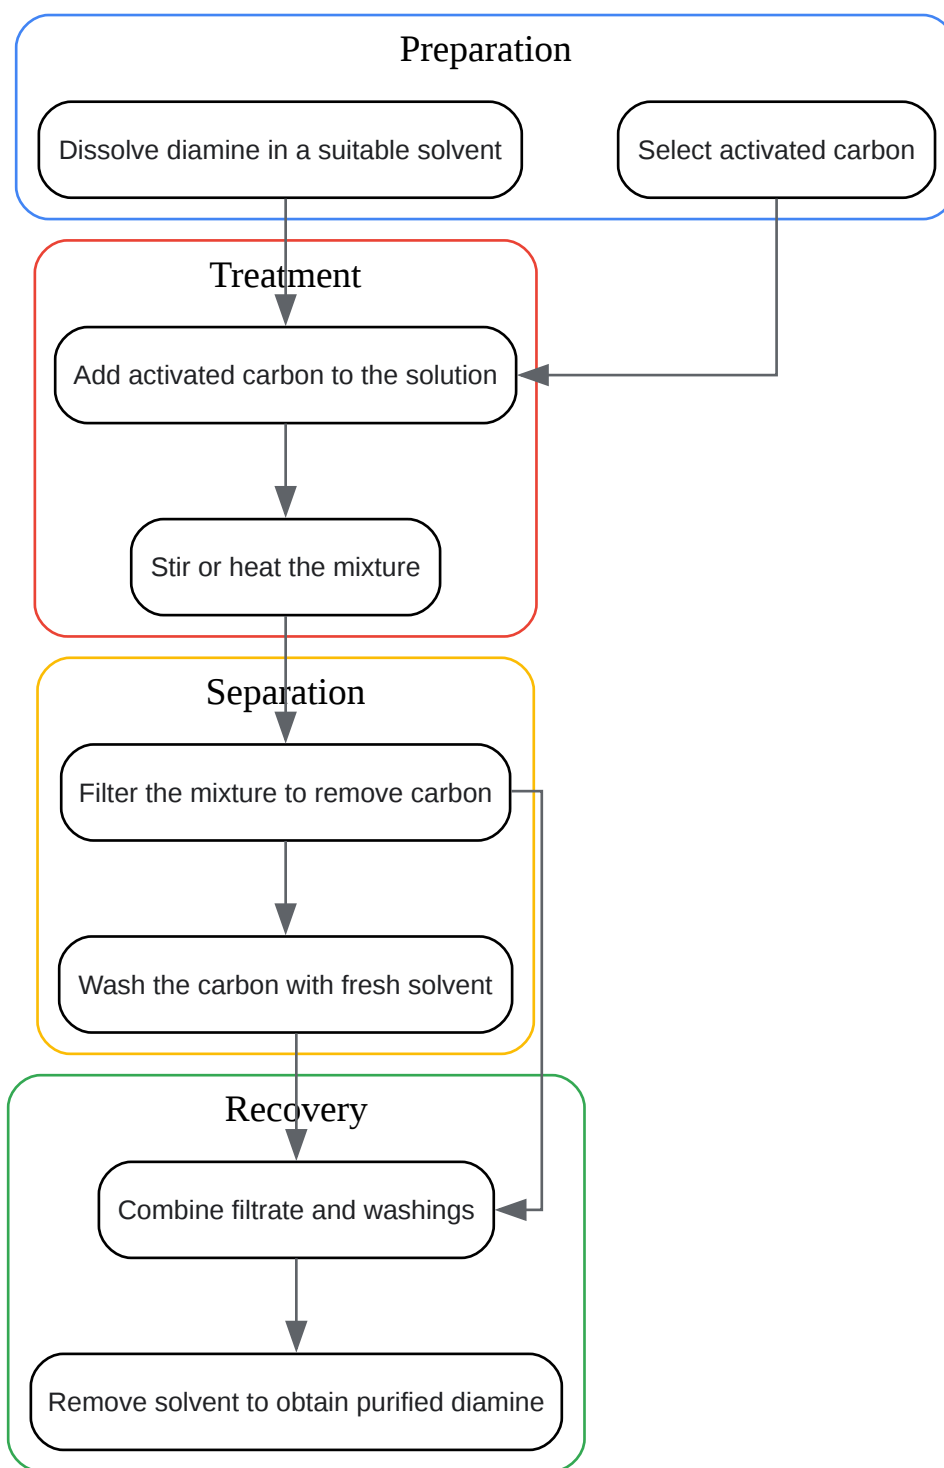 Preparation
Dissolve diamine in a suitable solvent
Select activated carbon
Treatment
Add activated carbon to the solution
Stir or heat the mixture
Separation
Filter the mixture to remove carbon
Wash the carbon with fresh solvent
Recovery
Combine filtrate and washings
Remove solvent to obtain purified diamine